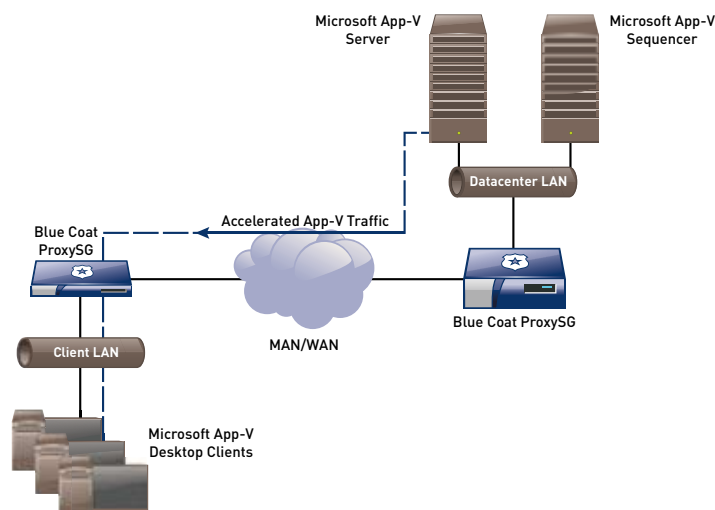 Microsoft App-V
Server
Microsoft App-V
Sequencer
Datacenter LAN
Accelerated App-V Traffic
Blue Coat
ProxySG
Blue Coat ProxySG
MAN/WAN
Client LAN
Microsoft App-V
Desktop Clients